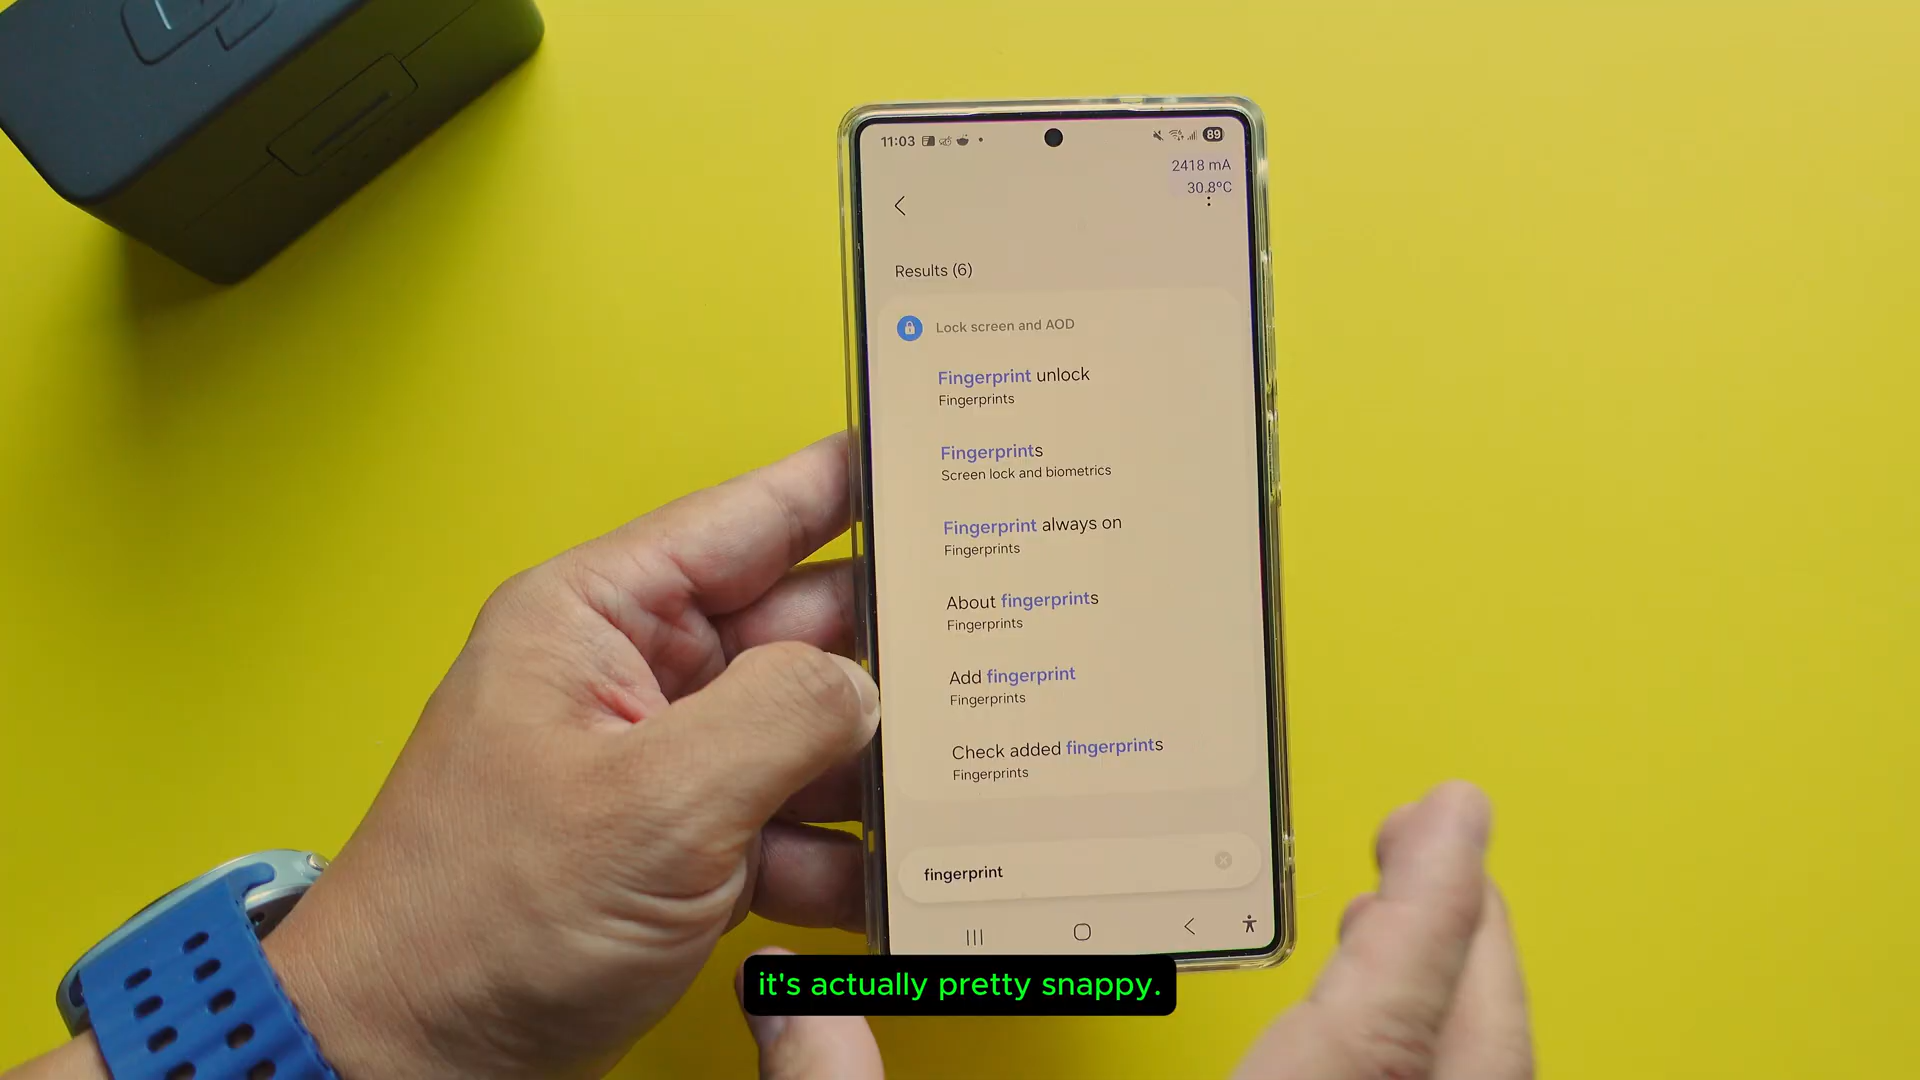 11:03
89
2418 mA
30.8°C
Results (6)
Lock screen and AOD
Fingerprint unlock
Fingerprints
Fingerprints
Screen lock and biometrics
Fingerprint always on
Fingerprints
About fingerprints
Fingerprints
Add fingerprint
Fingerprints
Check added fingerprints
Fingerprints
fingerprint
it's actually pretty snappy.